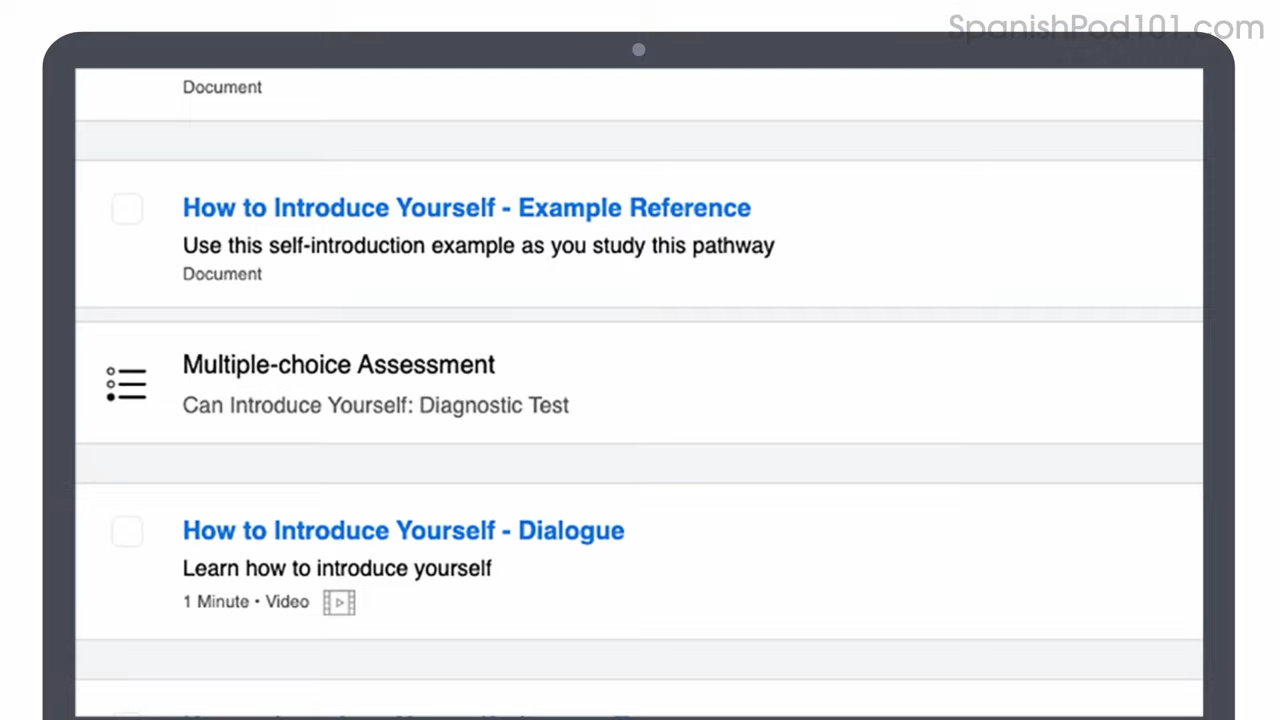 SpanishPod101.com
Document
How to Introduce Yourself - Example Reference
Use this self-introduction example as you study this pathway
Document
Multiple-choice Assessment
Can Introduce Yourself: Diagnostic Test
How to Introduce Yourself - Dialogue
Learn how to introduce yourself
1 Minute • Video